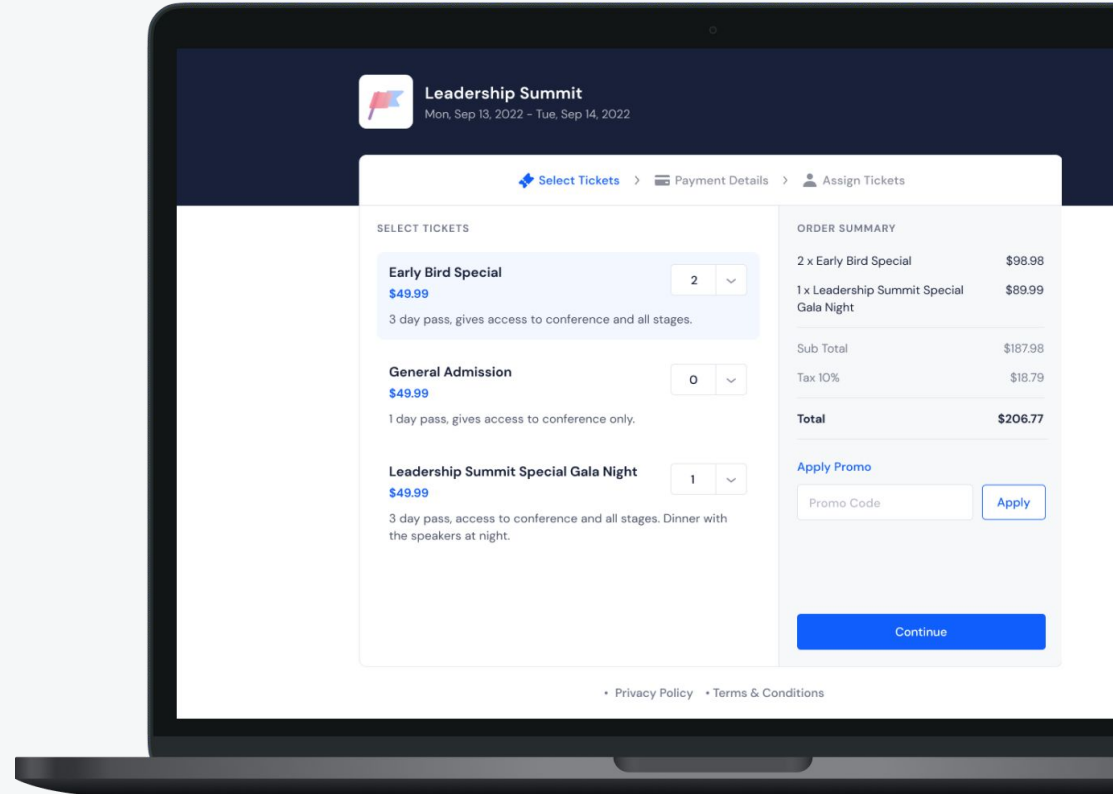 Leadership Summit
Mon, Sep 13, 2022 - Tue, Sep 14, 2022
Select Tickets > Payment Details > Assign Tickets
SELECT TICKETS
Early Bird Special
2
$49.99
3 day pass, gives access to conference and all stages.
General Admission
0
$49.99
1 day pass, gives access to conference only.
Leadership Summit Special Gala Night
1
$49.99
3 day pass, access to conference and all stages. Dinner with
the speakers at night.
ORDER SUMMARY
2 x Early Bird Special $98.98
1 x Leadership Summit Special $89.99
Gala Night
Sub Total $187.98
Tax 10% $18.79
Total $206.77
Apply Promo
Promo Code Apply
Continue
• Privacy Policy • Terms & Conditions